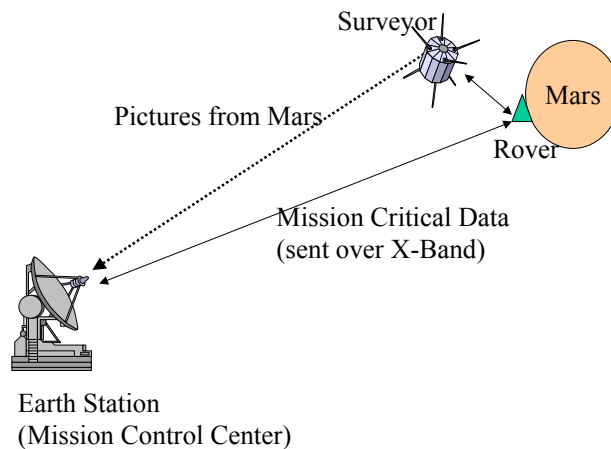 Surveyor
Pictures from Mars
Mars
Rover
Mission Critical Data
(sent over X-Band)
Earth Station
(Mission Control Center)